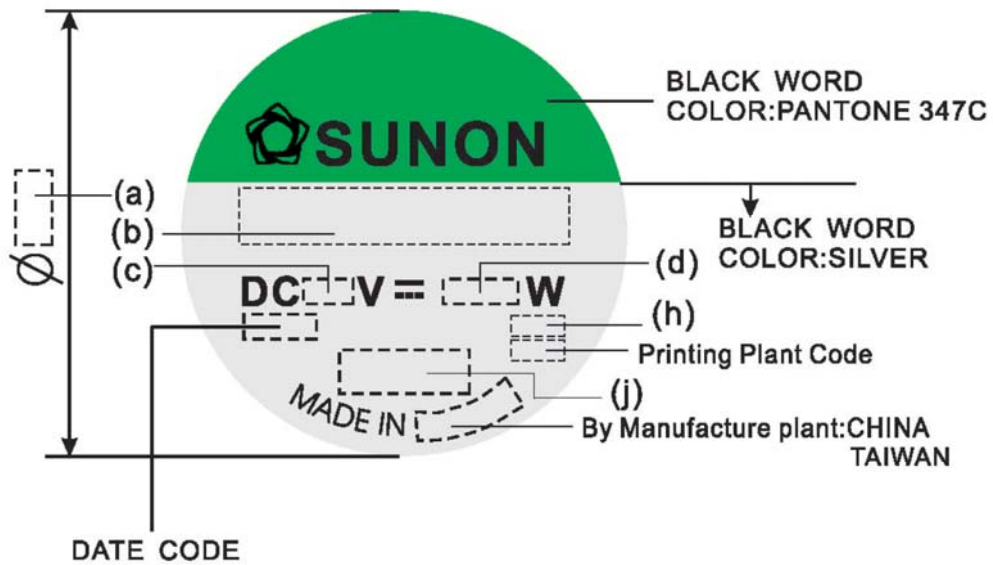 BLACK WORD
COLOR:PANTONE 347C
SUNON
(a)
(b)
(c)
BLACK WORD
COLOR:SILVER
Ø
DC V W
(d)
(h)
Printing Plant Code
(j)
MADE IN
By Manufacture plant:CHINA
TAIWAN
DATE CODE